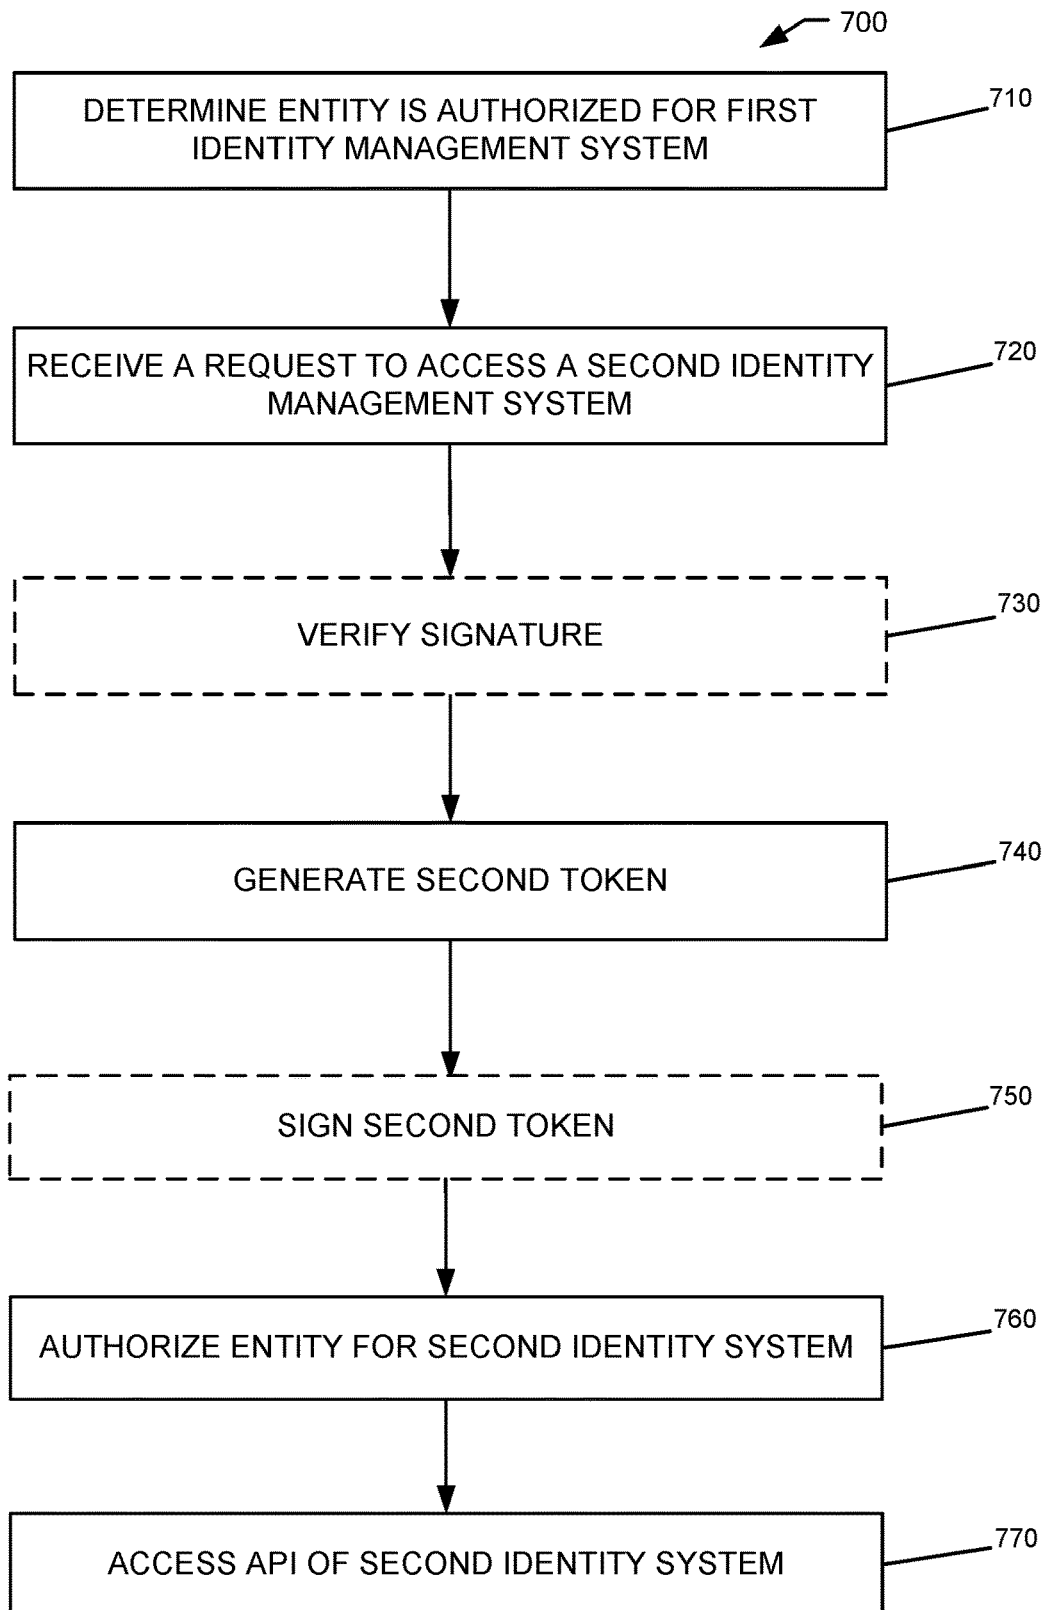 700
DETERMINE ENTITY IS AUTHORIZED FOR FIRST
IDENTITY MANAGEMENT SYSTEM
710
RECEIVE A REQUEST TO ACCESS A SECOND IDENTITY
MANAGEMENT SYSTEM
720
VERIFY SIGNATURE
730
GENERATE SECOND TOKEN
740
SIGN SECOND TOKEN
750
AUTHORIZE ENTITY FOR SECOND IDENTITY SYSTEM
760
ACCESS API OF SECOND IDENTITY SYSTEM
770